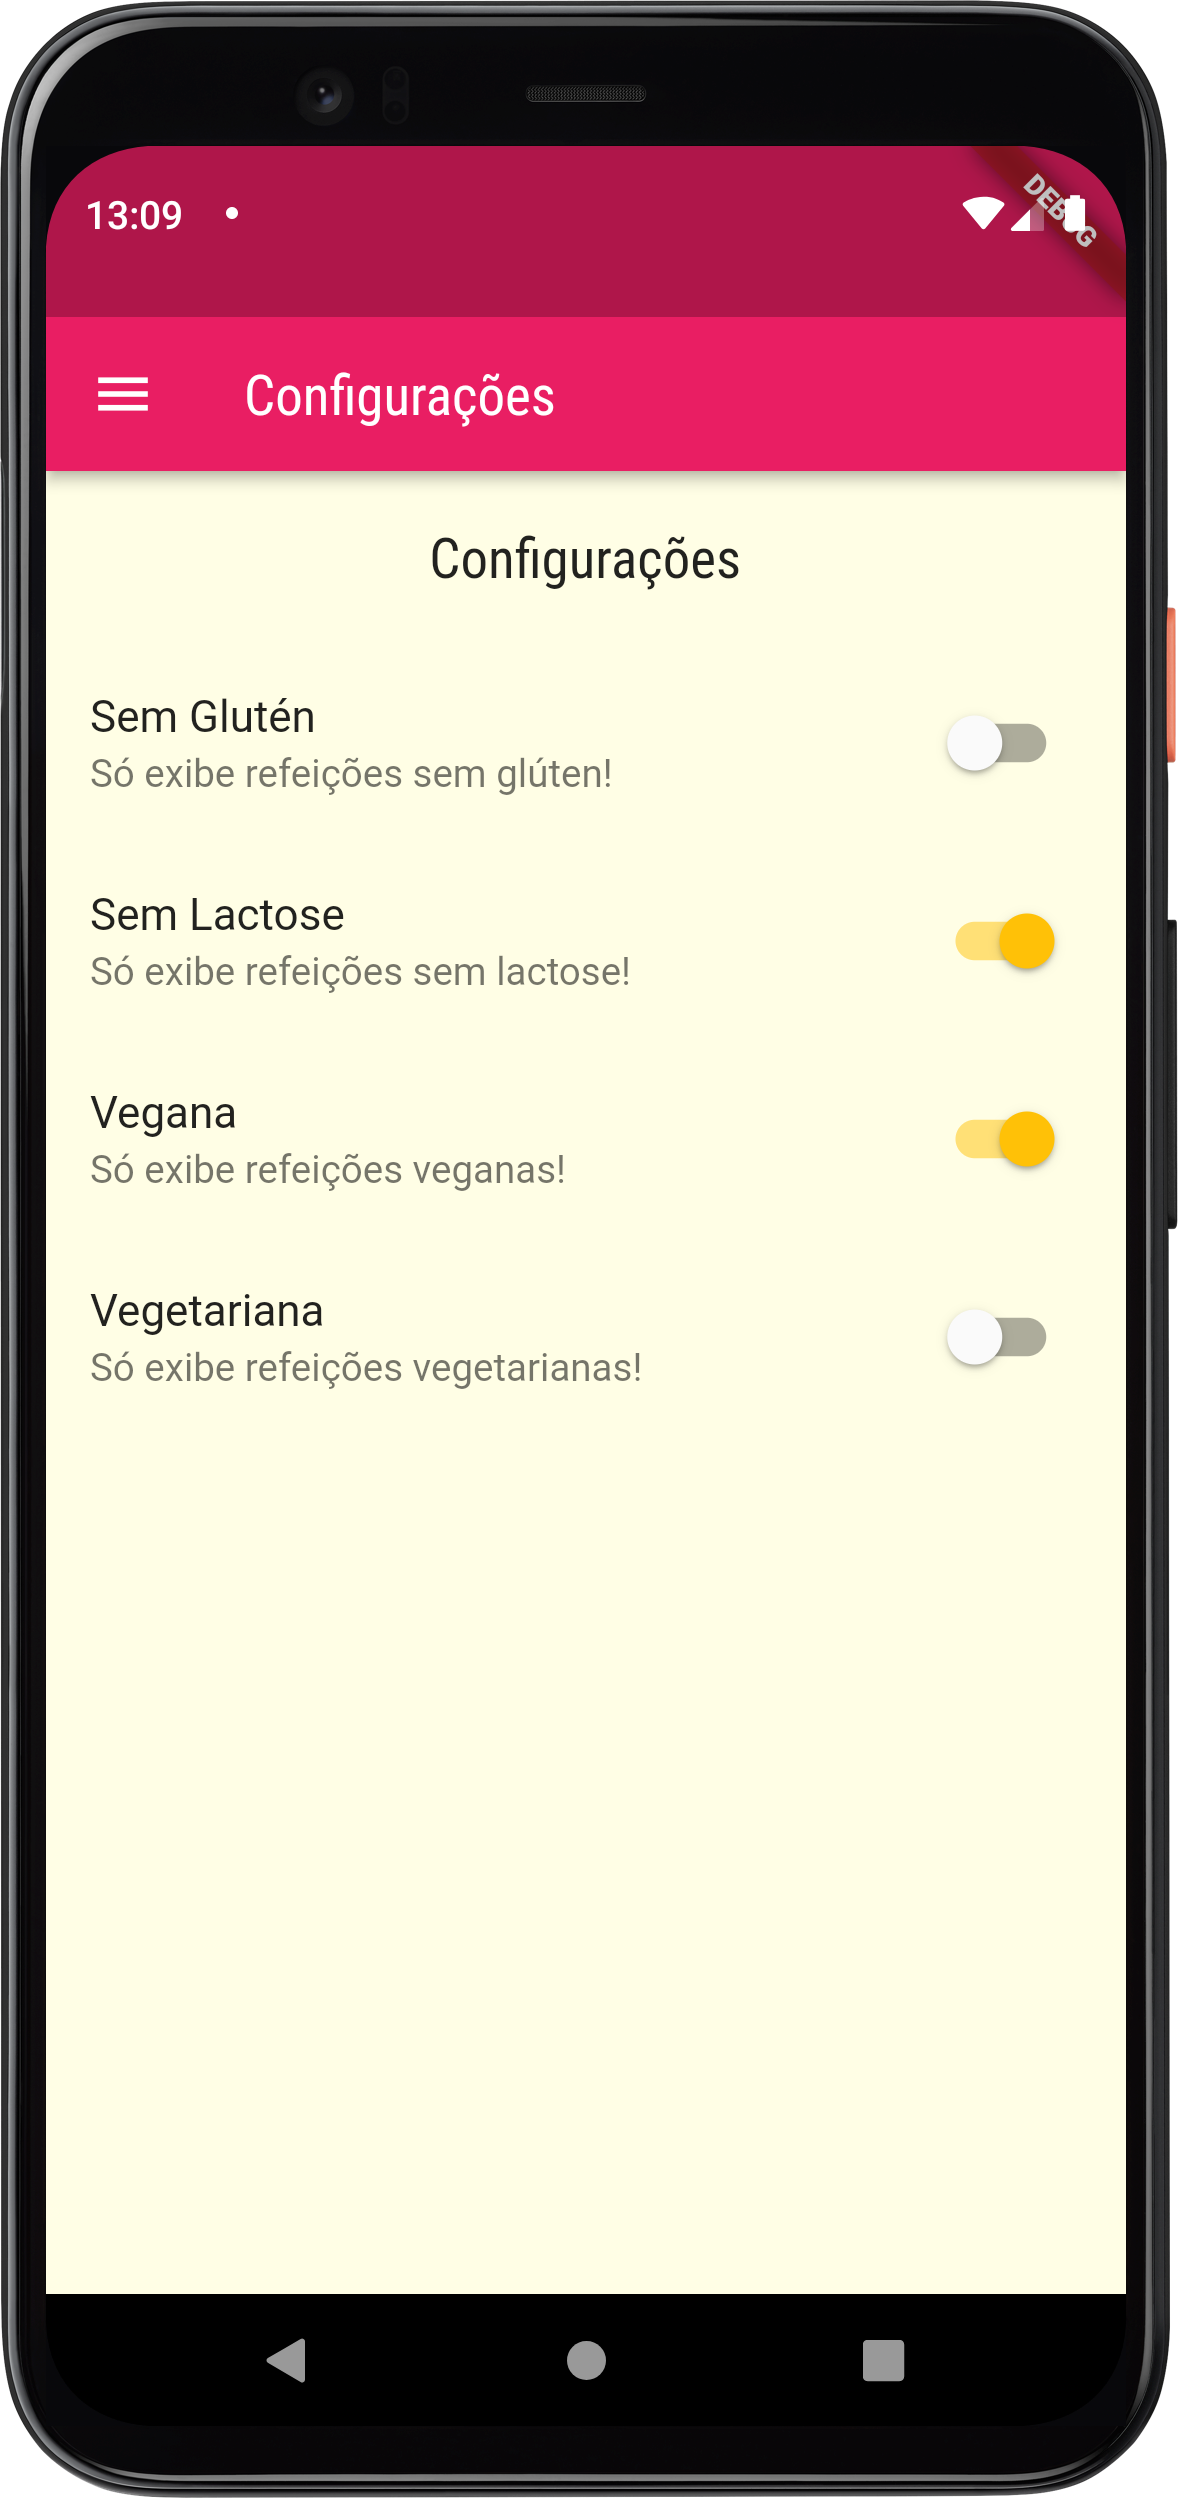 13:09
DEBUG
Configurações
Configurações
Sem Glutén
Só exibe refeições sem glúten!
Sem Lactose
Só exibe refeições sem lactose!
Vegana
Só exibe refeições veganas!
Vegetariana
Só exibe refeições vegetarianas!